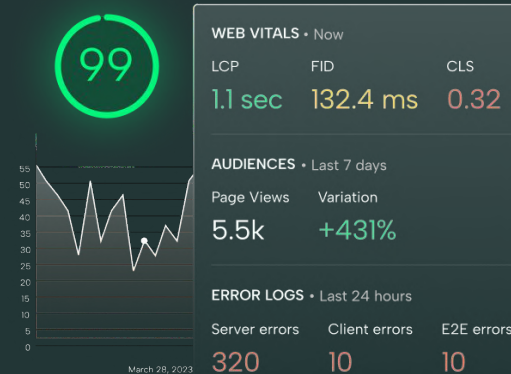 99
WEB VITALS • Now
LCP FID CLS
1.1 sec 132.4 ms 0.32
AUDIENCES • Last 7 days
Page Views Variation
5.5k +431%
ERROR LOGS • Last 24 hours
Server errors Client errors E2E errors
320 10 10
55
50
45
40
35
30
25
20
15
10
5
0
March 28, 2023